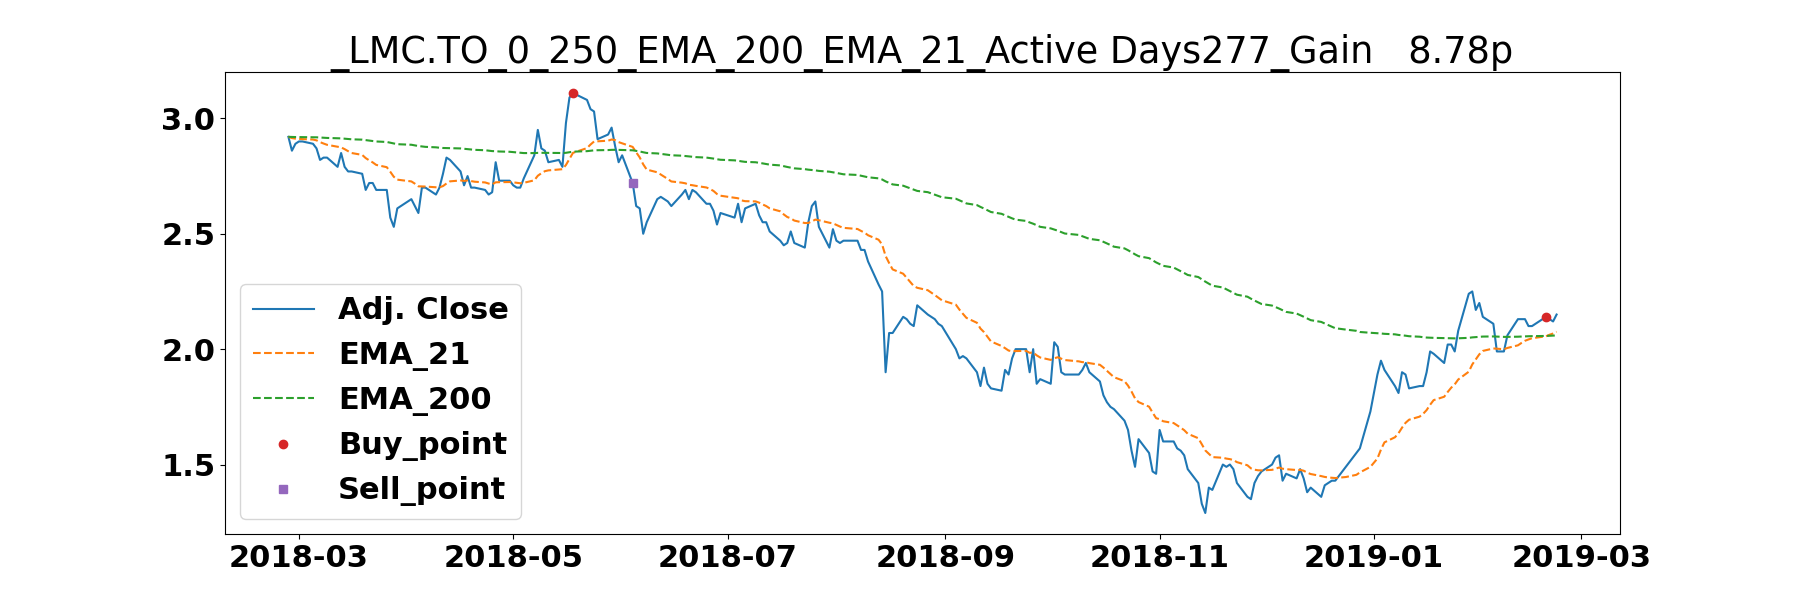 _LMC.TO_0_250_EMA_200_EMA_21_Active Days277_Gain   8.78p
3.0
2.5
2.0
1.5
Adj. Close
EMA_21
EMA_200
Buy_point
Sell_point
2018-03 2018-05 2018-07 2018-09 2018-11 2019-01 2019-03